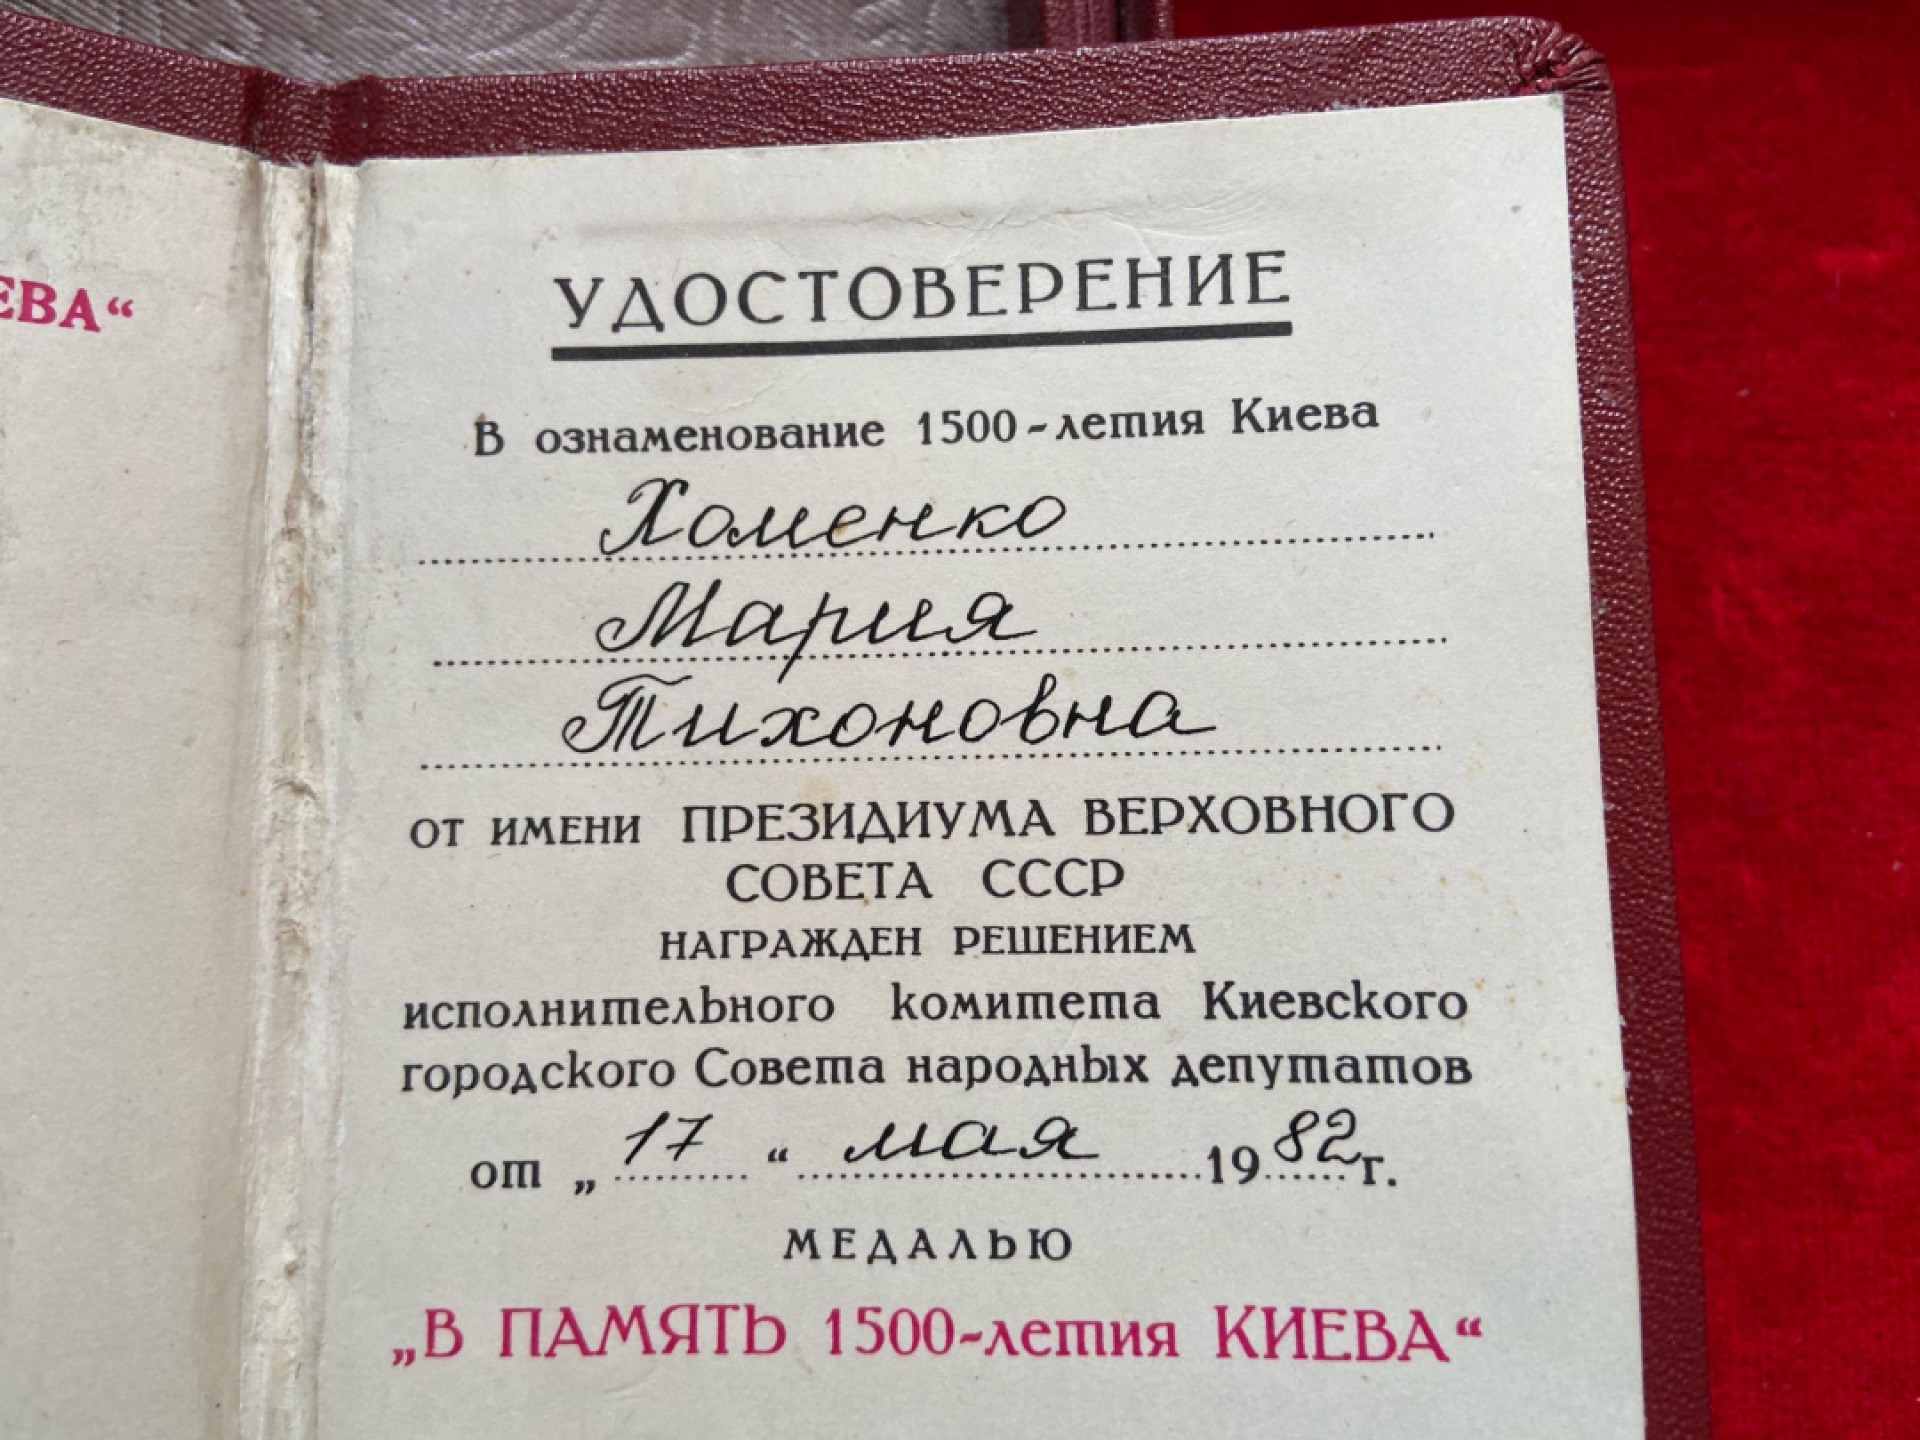 ЕВА“
УДОСТОВЕРЕНИЕ
В ознаменование 1500-летия Киева
Хоменко
Мария
Тихоновна
ОТ ИМЕНИ ПРЕЗИДИУМА ВЕРХОВНОГО
СОВЕТА СССР
НАГРАЖДЕН РЕШЕНИЕМ
исполнительного комитета Киевского
городского Совета народных депутатов
от „17“ мая 1982 г.
МЕДАЛЬЮ
„В ПАМЯТЬ 1500-летия КИЕВА“